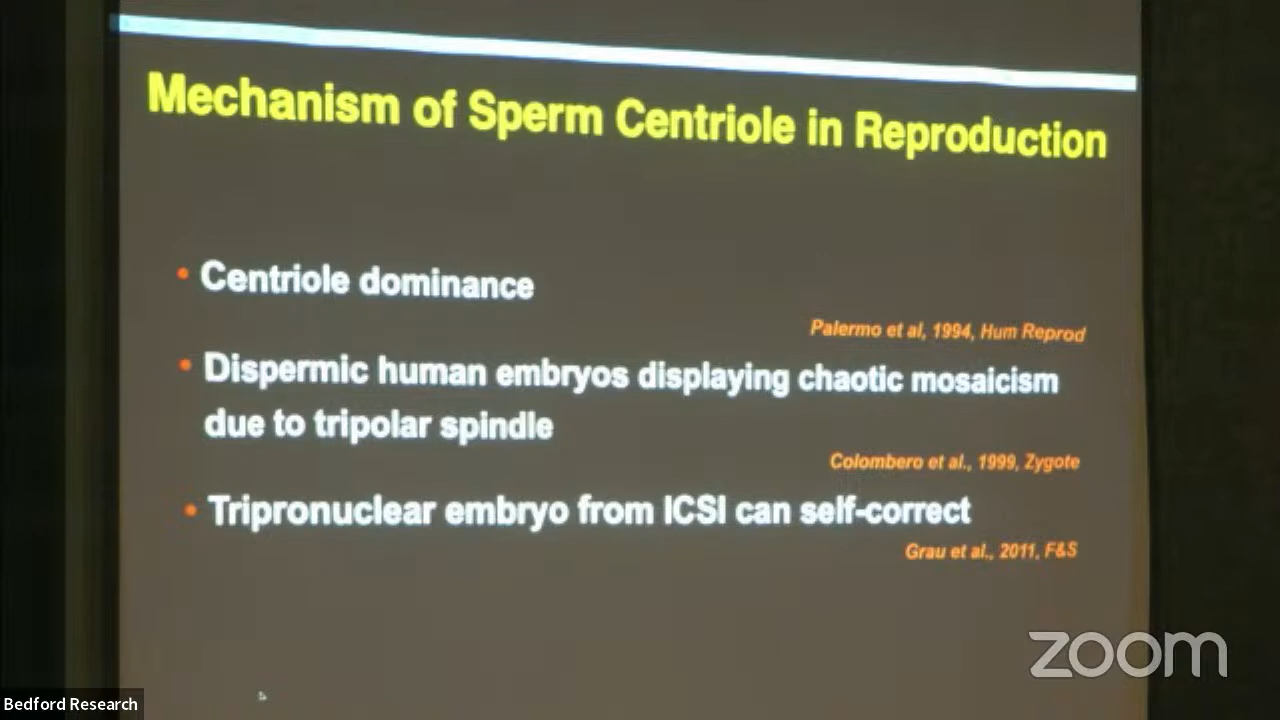 Mechanism of Sperm Centriole in Reproduction
• Centriole dominance
Palermo et al, 1994, Hum Reprod
• Dispermic human embryos displaying chaotic mosaicism
due to tripolar spindle
Colombero et al., 1999, Zygote
• Tripronuclear embryo from ICSI can self-correct
Grau et al., 2011, F&S
zoom
Bedford Research